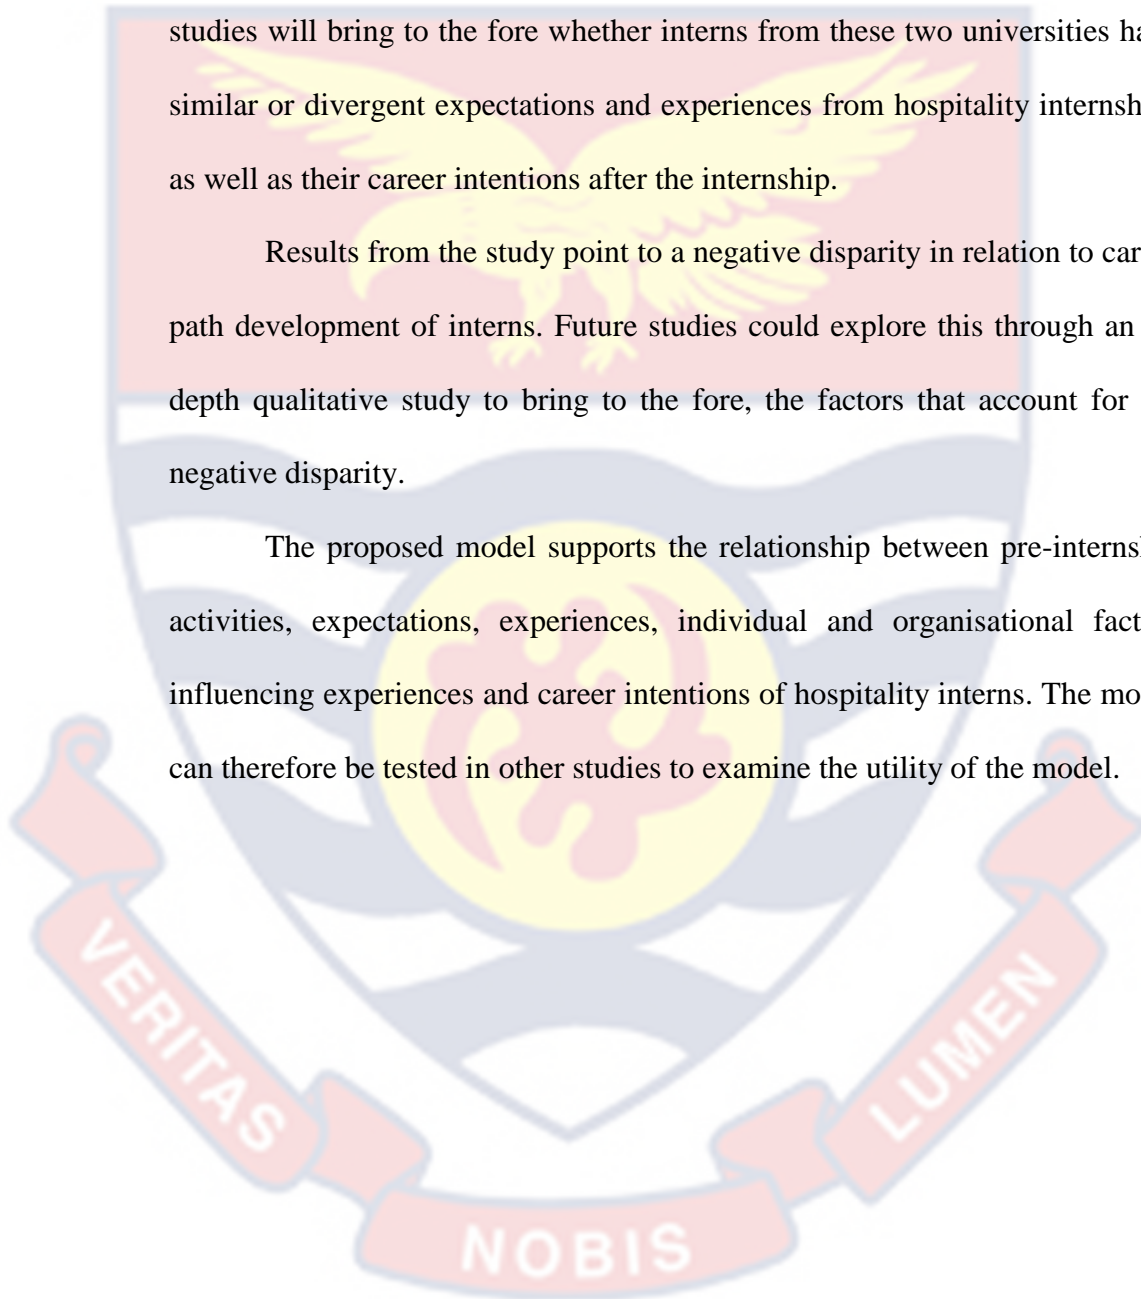 studies will bring to the fore whether interns from these two universities ha
similar or divergent expectations and experiences from hospitality internsh
as well as their career intentions after the internship.
Results from the study point to a negative disparity in relation to car
path development of interns. Future studies could explore this through an
depth qualitative study to bring to the fore, the factors that account for
negative disparity.
The proposed model supports the relationship between pre-internsl
activities, expectations, experiences, individual and organisational fact
influencing experiences and career intentions of hospitality interns. The mo
can therefore be tested in other studies to examine the utility of the model.
VERITAS
NOBIS
LUMEN